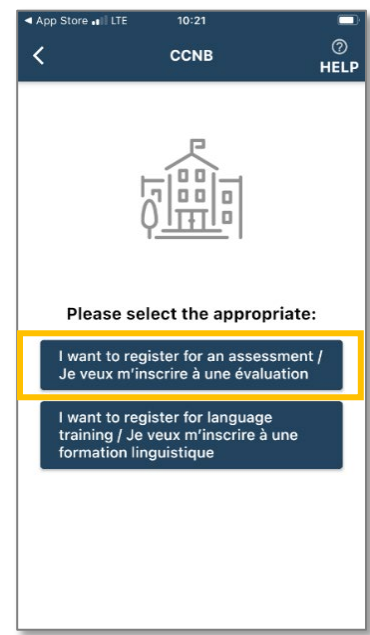 ◄ App Store LTE 10:21
CCNB
HELP
Please select the appropriate:
I want to register for an assessment /
Je veux m’inscrire à une évaluation
I want to register for language
training / Je veux m’inscrire à une
formation linguistique